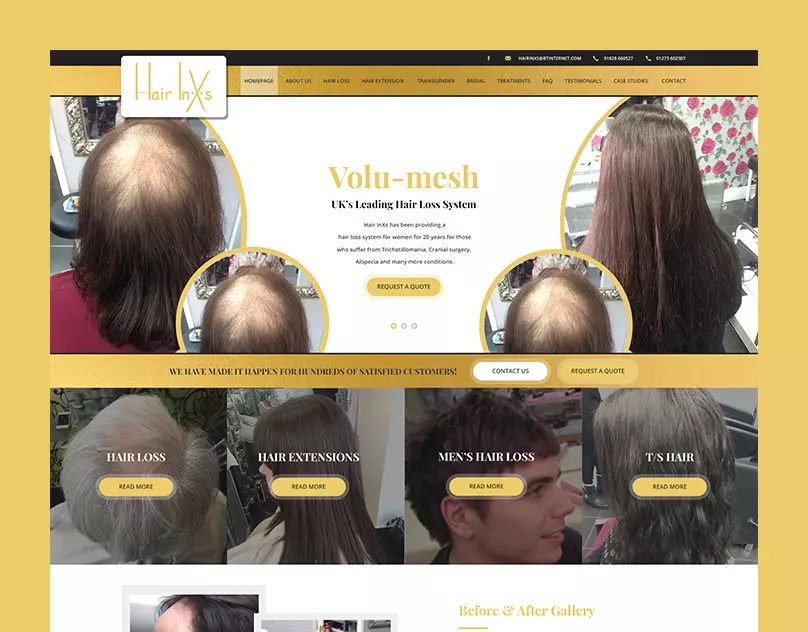 HAIRINXS@BTINTERNET.COM 01628 660527 01273 602507
Hair In·X·s
HOMEPAGE ABOUT US HAIR LOSS HAIR EXTENSION TRANSGENDER BRIDAL TREATMENTS FAQ TESTIMONIALS CASE STUDIES CONTACT
Volu-mesh
UK's Leading Hair Loss System
Hair InXs has been providing a
hair loss system for women for 20 years for those
who suffer from Trichotillomania, Cranial surgery,
Alopecia and many more conditions.
REQUEST A QUOTE
WE HAVE MADE IT HAPPEN FOR HUNDREDS OF SATISFIED CUSTOMERS! CONTACT US REQUEST A QUOTE
HAIR LOSS
READ MORE
HAIR EXTENSIONS
READ MORE
MEN'S HAIR LOSS
READ MORE
T/S HAIR
READ MORE
Before & After Gallery